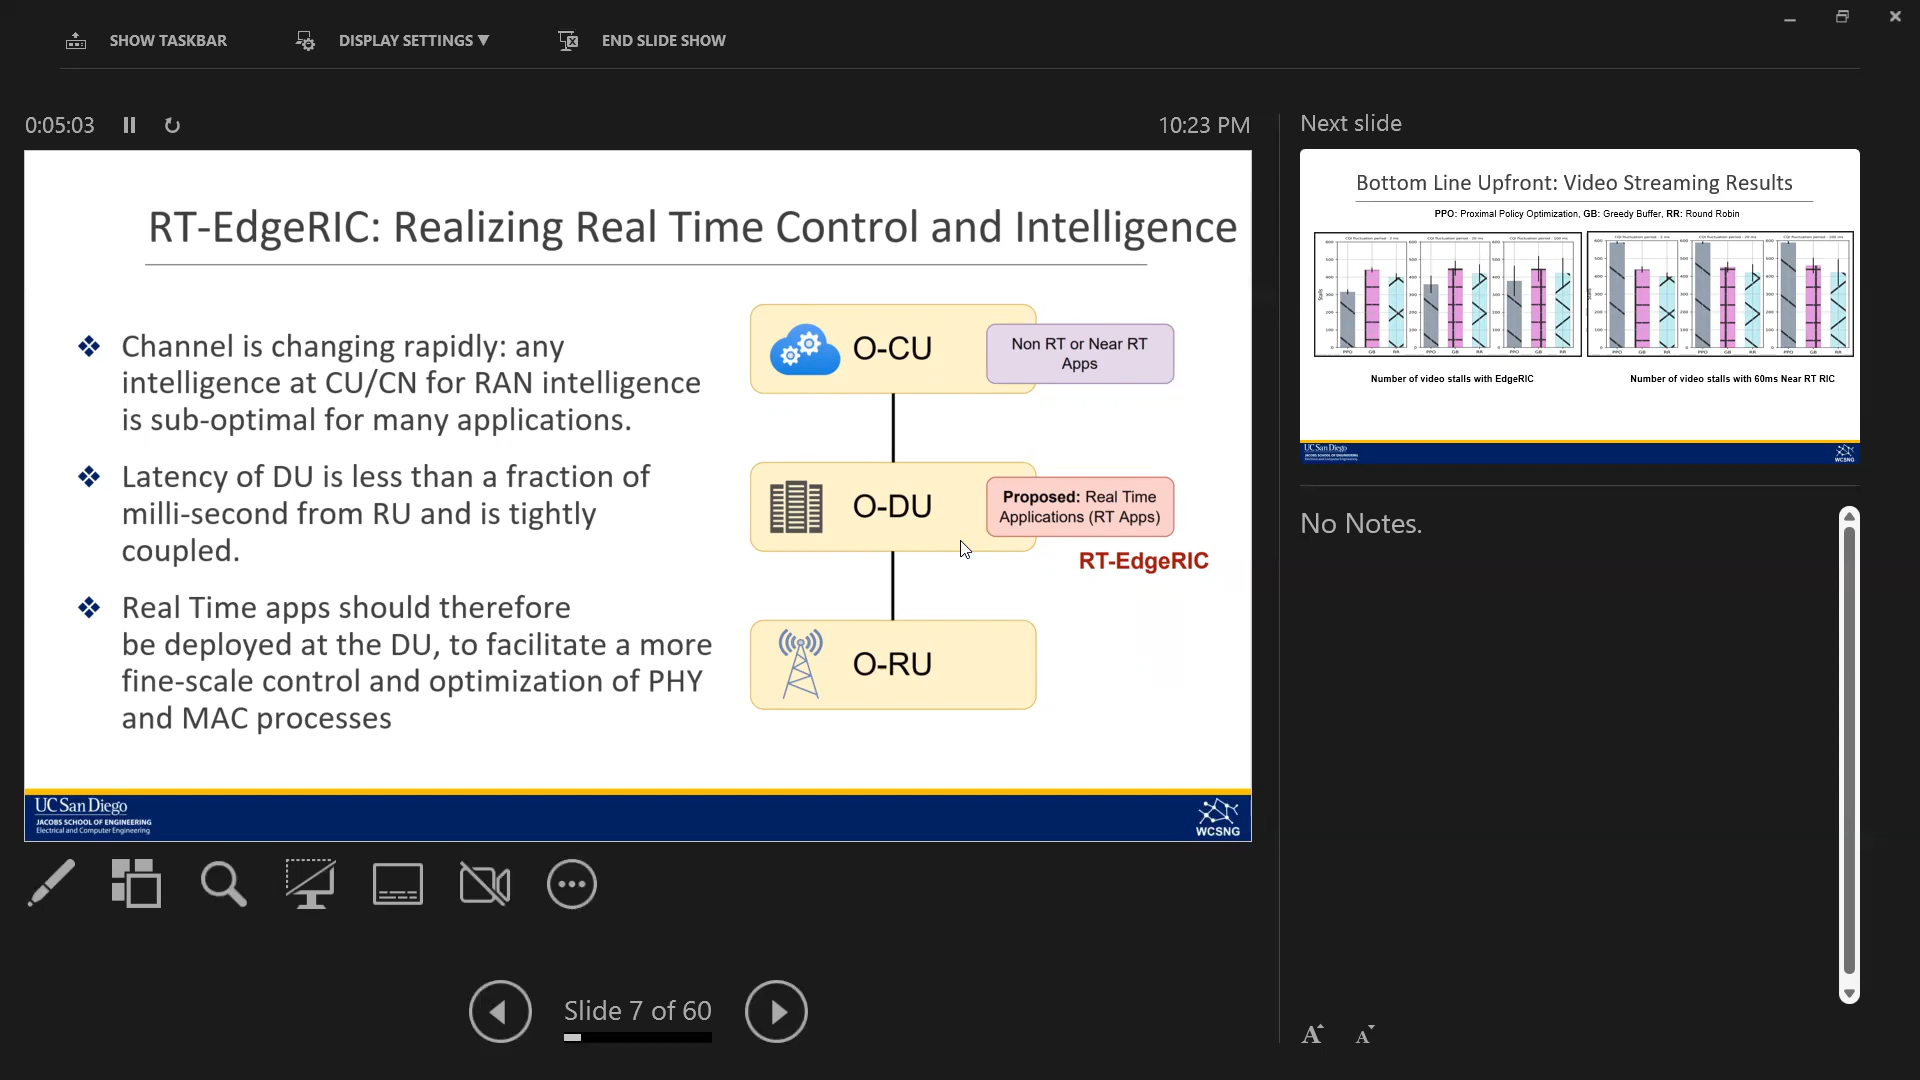 SHOW TASKBAR
DISPLAY SETTINGS ▼
END SLIDE SHOW
0:05:03
10:23 PM
RT-EdgeRIC: Realizing Real Time Control and Intelligence
❖ Channel is changing rapidly: any
intelligence at CU/CN for RAN intelligence
is sub-optimal for many applications.
❖ Latency of DU is less than a fraction of
milli-second from RU and is tightly
coupled.
❖ Real Time apps should therefore
be deployed at the DU, to facilitate a more
fine-scale control and optimization of PHY
and MAC processes
O-CU
Non RT or Near RT
Apps
O-DU
Proposed: Real Time
Applications (RT Apps)
RT-EdgeRIC
O-RU
UC San Diego
JACOBS SCHOOL OF ENGINEERING
Electrical and Computer Engineering
WCSNG
Slide 7 of 60
Next slide
Bottom Line Upfront: Video Streaming Results
PPO: Proximal Policy Optimization, GB: Greedy Buffer, RR: Round Robin
Number of video stalls with EdgeRIC
Number of video stalls with 60ms Near RT RIC
UC San Diego
WCSNG
No Notes.